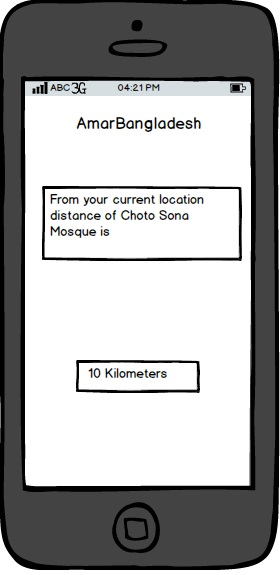 ABC 3G 04:21 PM
AmarBangladesh
From your current location
distance of Choto Sona
Mosque is
10 Kilometers